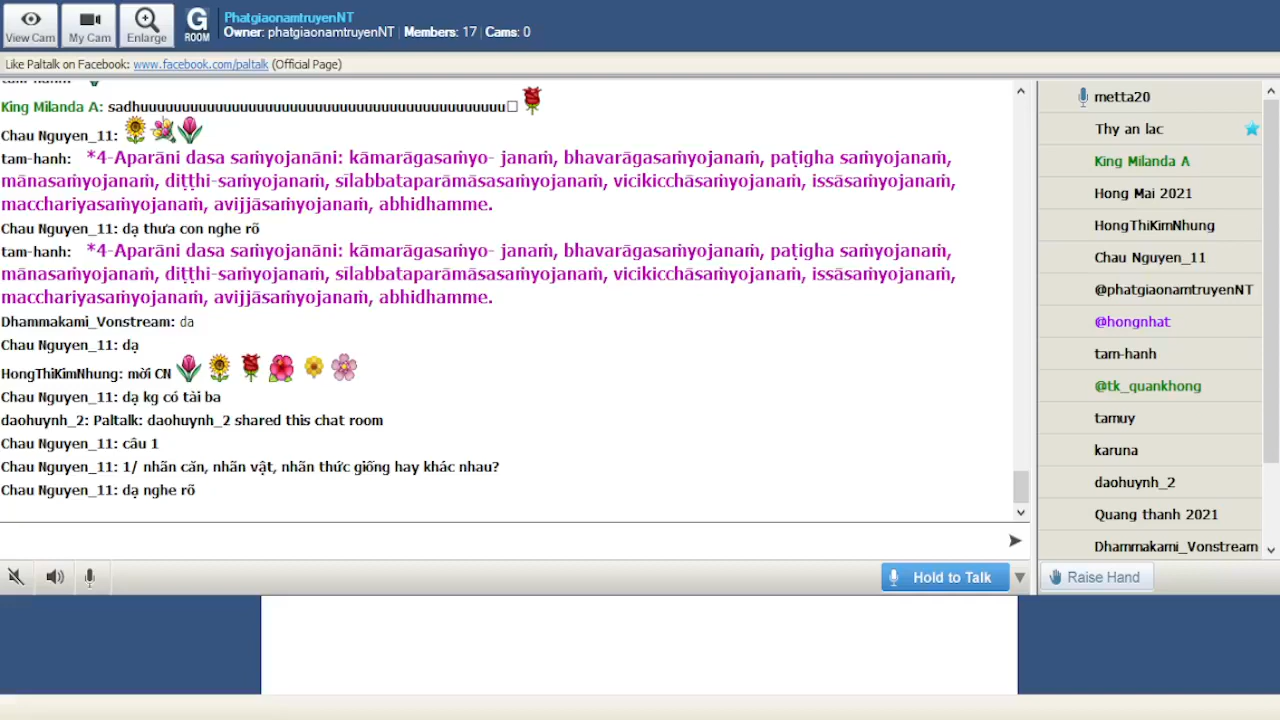 View Cam
My Cam
Enlarge
G
ROOM
PhatgiaonamtruyenNT
Owner: phatgiaonamtruyenNT | Members: 17 | Cams: 0
Like Paltalk on Facebook: www.facebook.com/paltalk (Official Page)
King Milanda A: sadhuuuuuuuuuuuuuuuuuuuuuuuuuuuuuuuuuuuuuuuuuuuu
Chau Nguyen_11:
tam-hanh: *4-Aparāni dasa saṁyojanāni: kāmarāgasaṁyo- janaṁ, bhavarāgasaṁyojanaṁ, paṭigha saṁyojanaṁ,
mānasaṁyojanaṁ, diṭṭhi-saṁyojanaṁ, sīlabbataparāmāsasaṁyojanaṁ, vicikicchāsaṁyojanaṁ, issāsaṁyojanaṁ,
macchariyasaṁyojanaṁ, avijjāsaṁyojanaṁ, abhidhamme.
Chau Nguyen_11: dạ thưa con nghe rõ
tam-hanh: *4-Aparāni dasa saṁyojanāni: kāmarāgasaṁyo- janaṁ, bhavarāgasaṁyojanaṁ, paṭigha saṁyojanaṁ,
mānasaṁyojanaṁ, diṭṭhi-saṁyojanaṁ, sīlabbataparāmāsasaṁyojanaṁ, vicikicchāsaṁyojanaṁ, issāsaṁyojanaṁ,
macchariyasaṁyojanaṁ, avijjāsaṁyojanaṁ, abhidhamme.
Dhammakami_Vonstream: da
Chau Nguyen_11: dạ
HongThiKimNhung: mời CN
Chau Nguyen_11: dạ kg có tài ba
daohuynh_2: Paltalk: daohuynh_2 shared this chat room
Chau Nguyen_11: câu 1
Chau Nguyen_11: 1/ nhãn căn, nhãn vật, nhãn thức giống hay khác nhau?
Chau Nguyen_11: dạ nghe rõ
Hold to Talk
metta20
Thy an lac
King Milanda A
Hong Mai 2021
HongThiKimNhung
Chau Nguyen_11
@phatgiaonamtruyenNT
@hongnhat
tam-hanh
@tk_quankhong
tamuy
karuna
daohuynh_2
Quang thanh 2021
Dhammakami_Vonstream
Raise Hand